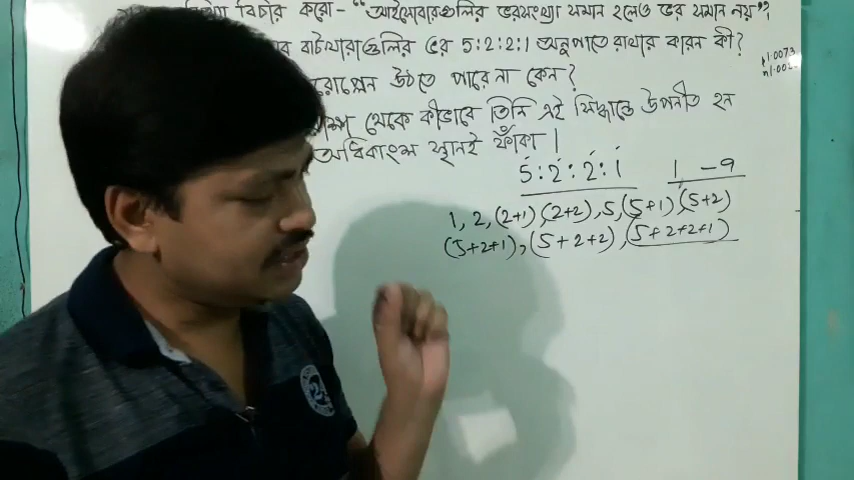 বিচার করো- "আইসোবারগুলির ভরসংখ্যা সমান হলেও ভর সমান নয়"?
বাটখারাগুলির ভর 5:2:2:1 অনুপাতে রাখার কারন কী?
উঠতে পারে না কেন?
থেকে কীভাবে তিনি এই সিদ্ধান্তে উপনীত হন
অধিকাংশ স্থানই ফাঁকা।
5:2:2:1 1-9
1, 2, (2+1), (2+2), 5, (5+1), (5+2)
(5+2+1), (5+2+2), (5+2+2+1)